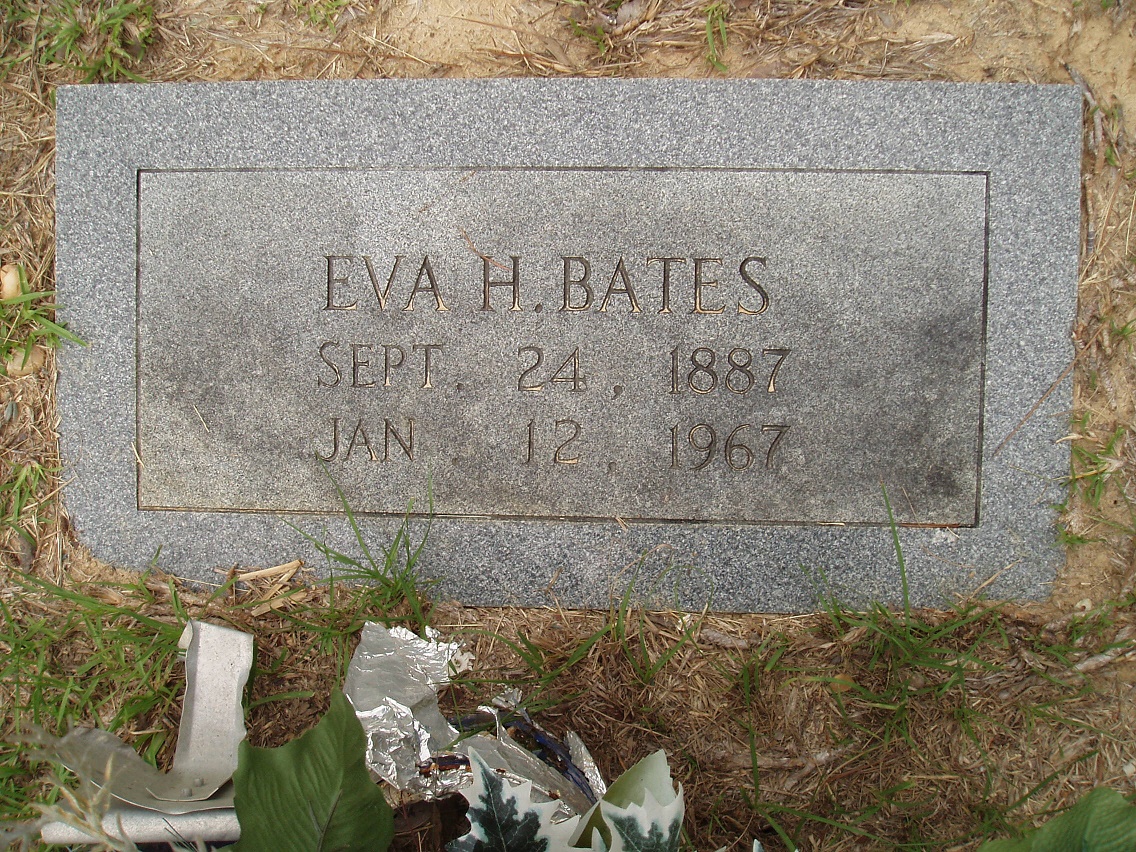 EVA H. BATES
SEPT. 24, 1887
JAN. 12, 1967